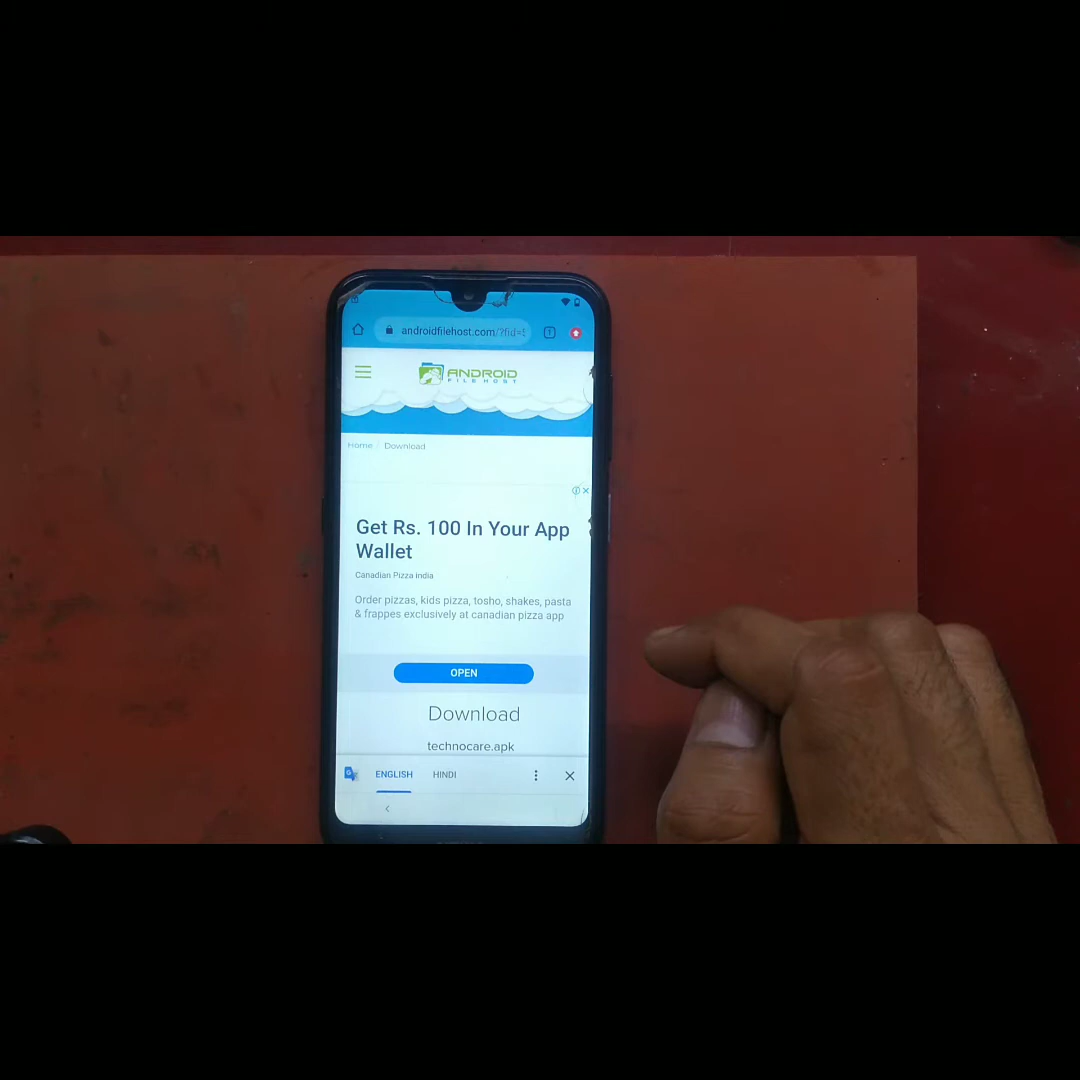 androidfilehost.com/?fid=
ANDROID
FILE HOST
Home / Download
Get Rs. 100 In Your App
Wallet
Canadian Pizza india
Order pizzas, kids pizza, tosho, shakes, pasta
& frappes exclusively at canadian pizza app
OPEN
Download
technocare.apk
ENGLISH HINDI